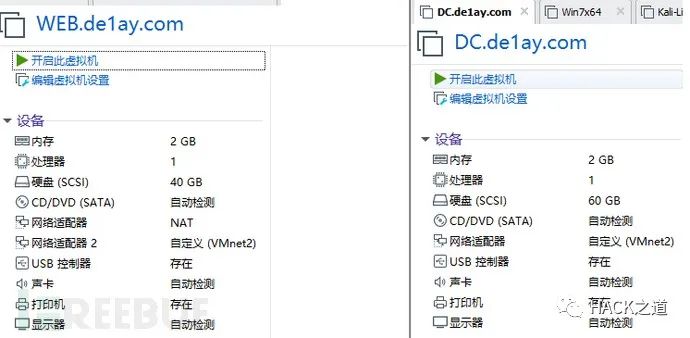 WEB.de1ay.com
开启此虚拟机
编辑虚拟机设置
设备
内存 2 GB
处理器 1
硬盘 (SCSI) 40 GB
CD/DVD (SATA) 自动检测
网络适配器 NAT
网络适配器 2 自定义 (VMnet2)
USB 控制器 存在
声卡 自动检测
打印机 存在
显示器 自动检测
REEBUF
DC.de1ay.com × Win7x64 × Kali-Li
DC.de1ay.com
开启此虚拟机
编辑虚拟机设置
设备
内存 2 GB
处理器 1
硬盘 (SCSI) 60 GB
CD/DVD (SATA) 自动检测
网络适配器 自定义 (VMnet2)
USB 控制器 存在
声卡 自动检测
打印机 存在
显示器 自动检测
HACK之道